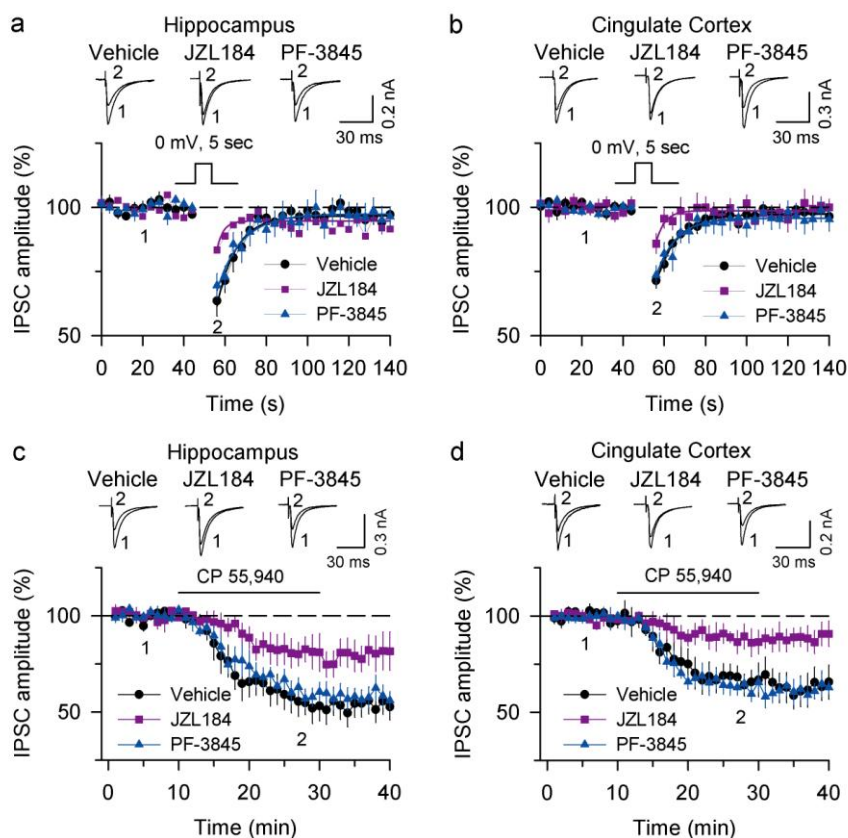 a
Hippocampus
Vehicle JZL184 PF-3845
2
1
0.2 nA
30 ms
0 mV, 5 sec
IPSC amplitude (%)
100
50
1
2
Vehicle
JZL184
PF-3845
0 20 40 60 80 100 120 140
Time (s)
b
Cingulate Cortex
Vehicle JZL184 PF-3845
2 2 2
1 1 1
0.3 nA
30 ms
0 mV, 5 sec
IPSC amplitude (%)
100
50
1
2
Vehicle
JZL184
PF-3845
0 20 40 60 80 100 120 140
Time (s)
c
Hippocampus
Vehicle JZL184 PF-3845
2 2 2
1 1 1
0.3 nA
30 ms
CP 55,940
IPSC amplitude (%)
100
50
1
2
Vehicle
JZL184
PF-3845
0 10 20 30 40
Time (min)
d
Cingulate Cortex
Vehicle JZL184 PF-3845
2 2 2
1 1 1
0.2 nA
30 ms
CP 55,940
IPSC amplitude (%)
100
50
1
2
Vehicle
JZL184
PF-3845
0 10 20 30 40
Time (min)